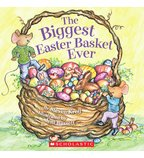 The
Biggest
Easter Basket
Ever
SCHOLASTIC